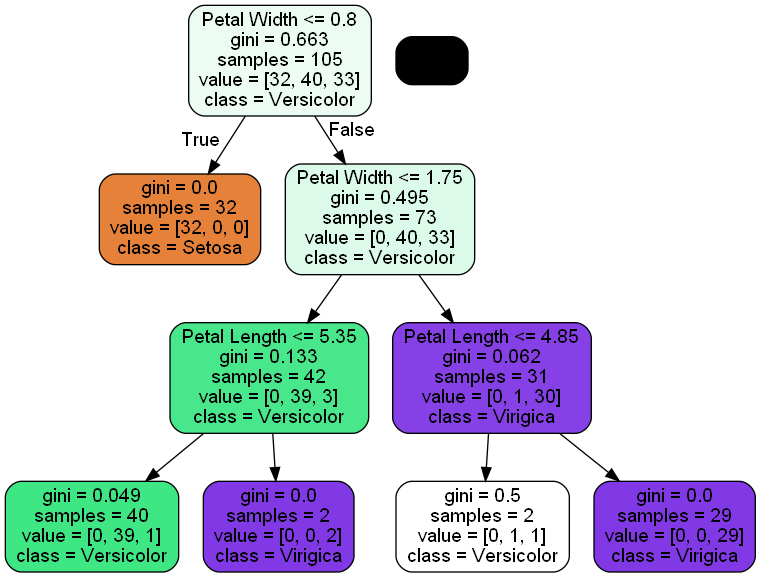 Petal Width <= 0.8
gini = 0.663
samples = 105
value = [32, 40, 33]
class = Versicolor
True
False
gini = 0.0
samples = 32
value = [32, 0, 0]
class = Setosa
Petal Width <= 1.75
gini = 0.495
samples = 73
value = [0, 40, 33]
class = Versicolor
Petal Length <= 5.35
gini = 0.133
samples = 42
value = [0, 39, 3]
class = Versicolor
Petal Length <= 4.85
gini = 0.062
samples = 31
value = [0, 1, 30]
class = Virigica
gini = 0.049
samples = 40
value = [0, 39, 1]
class = Versicolor
gini = 0.0
samples = 2
value = [0, 0, 2]
class = Virigica
gini = 0.5
samples = 2
value = [0, 1, 1]
class = Versicolor
gini = 0.0
samples = 29
value = [0, 0, 29]
class = Virigica